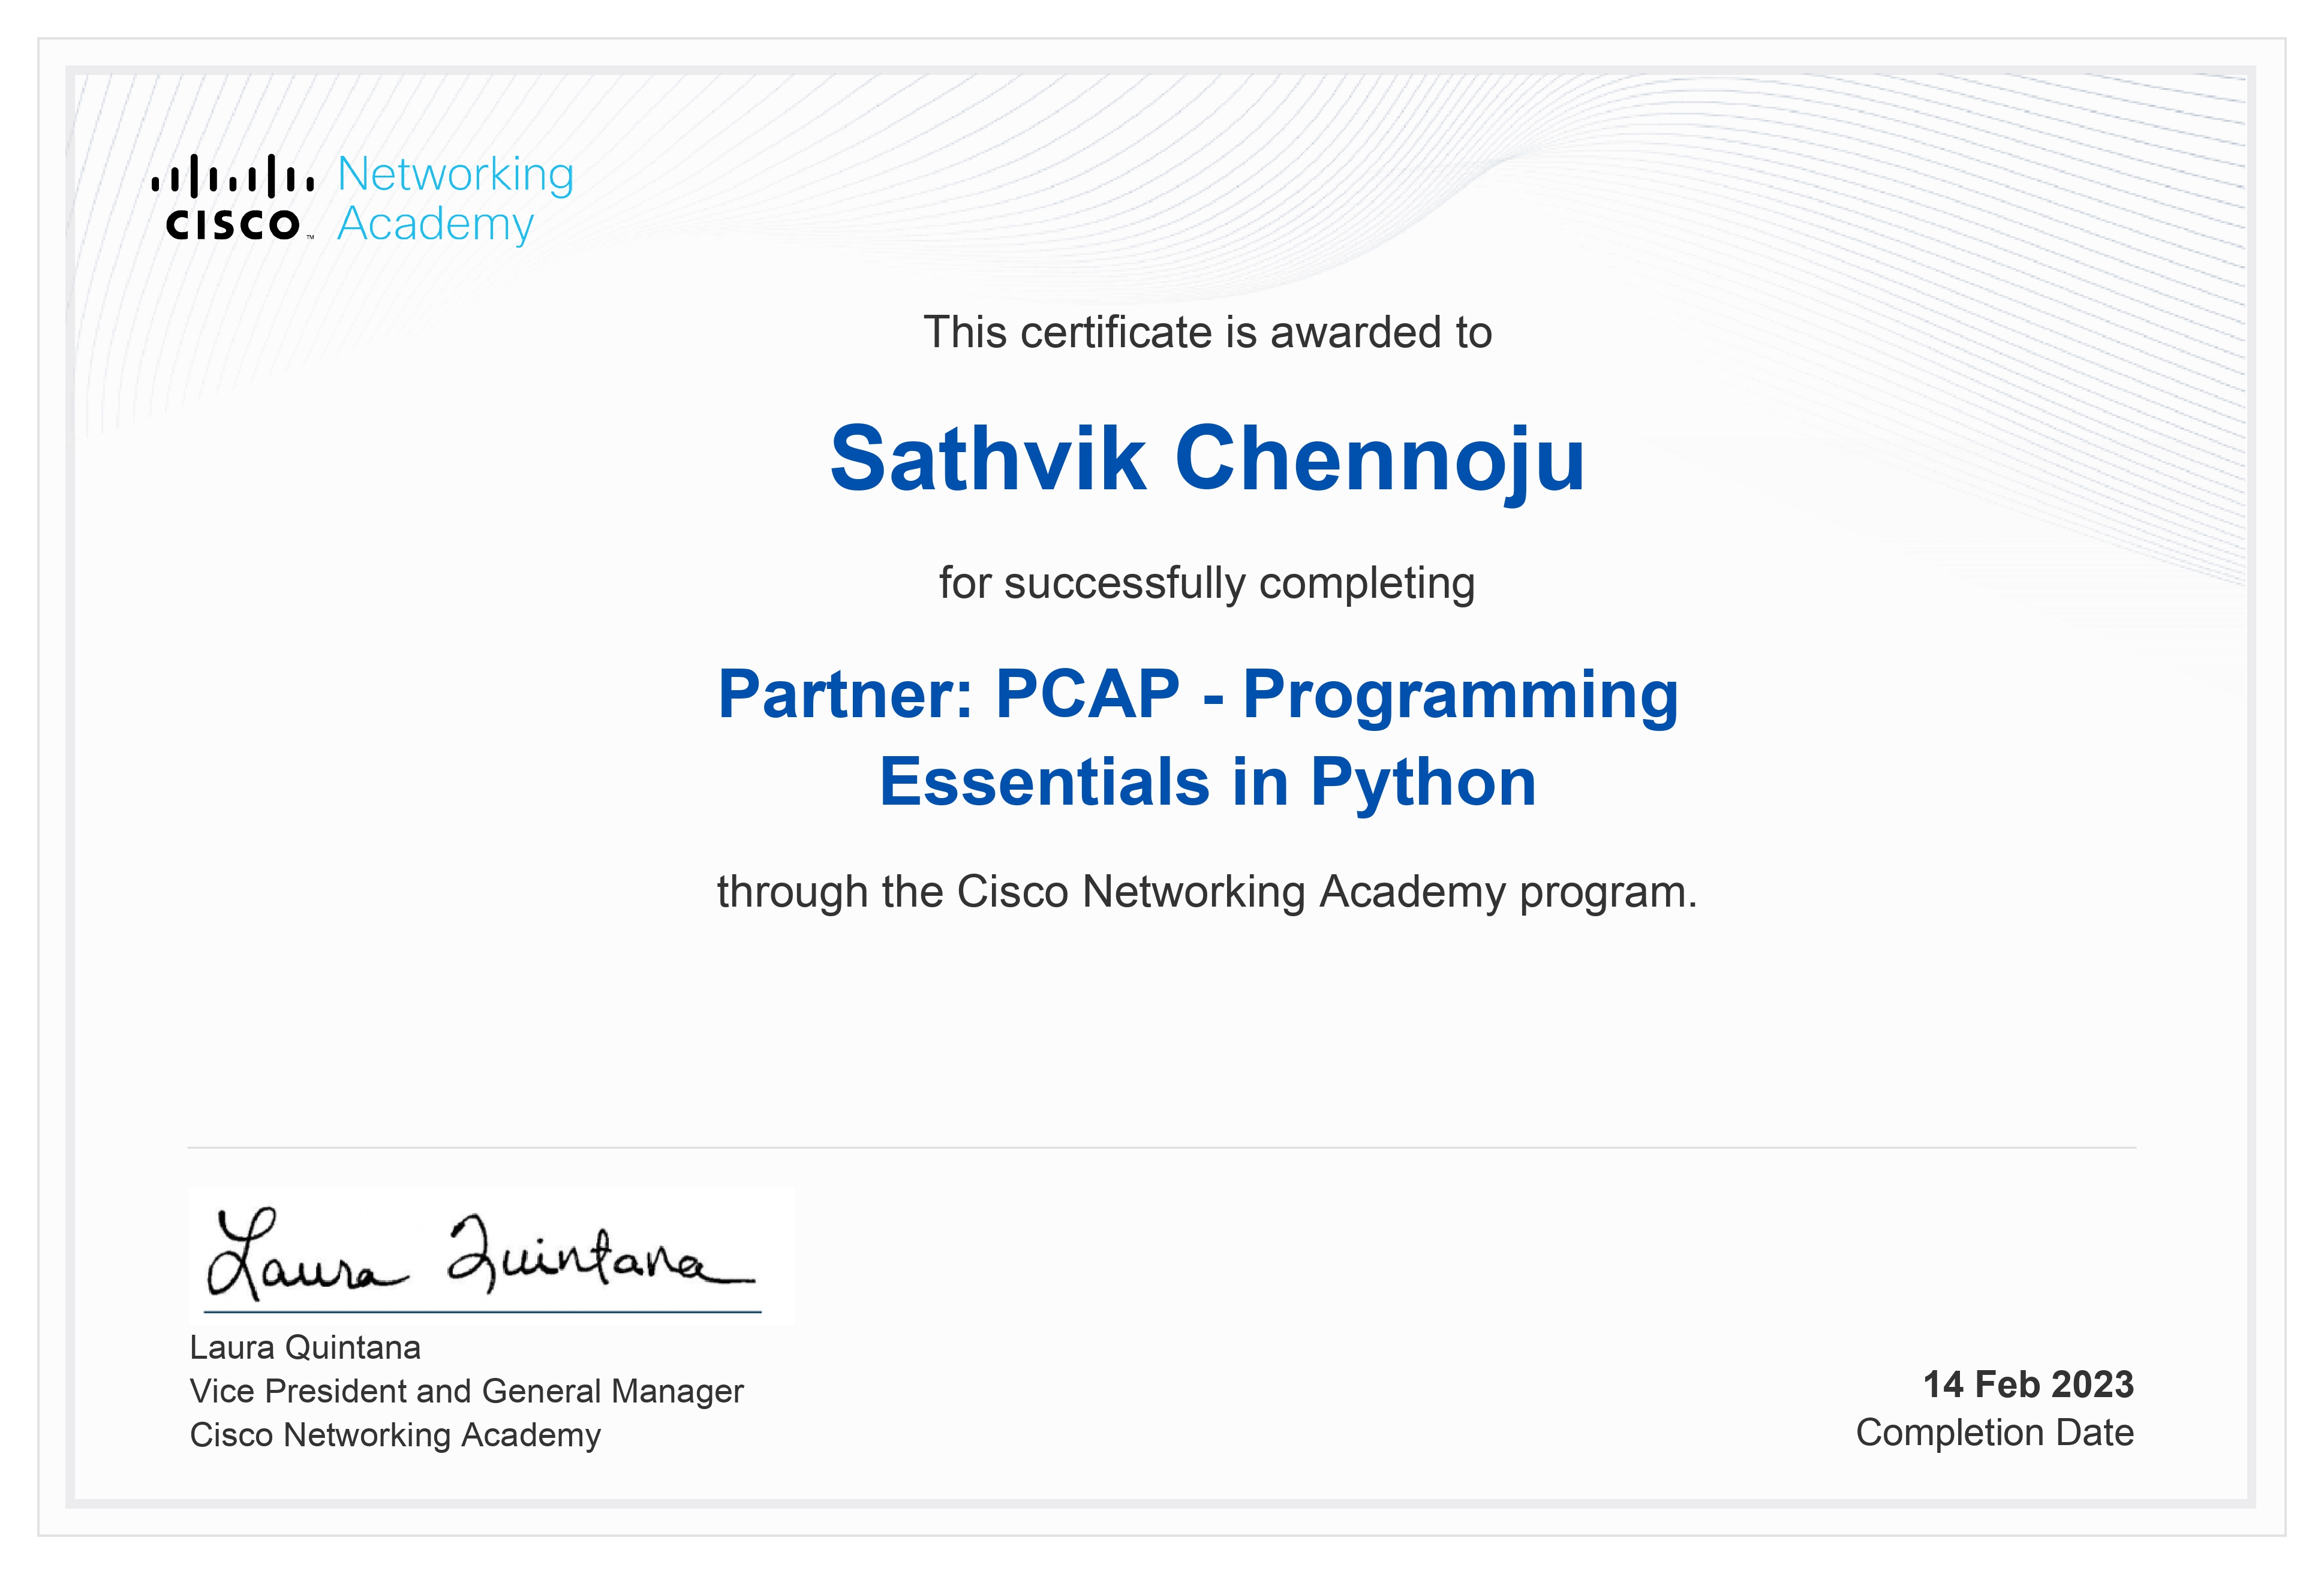 Networking
Academy
CISCO™
This certificate is awarded to
Sathvik Chennoju
for successfully completing
Partner: PCAP - Programming
Essentials in Python
through the Cisco Networking Academy program.
Laura Quintana
Laura Quintana
Vice President and General Manager
Cisco Networking Academy
14 Feb 2023
Completion Date